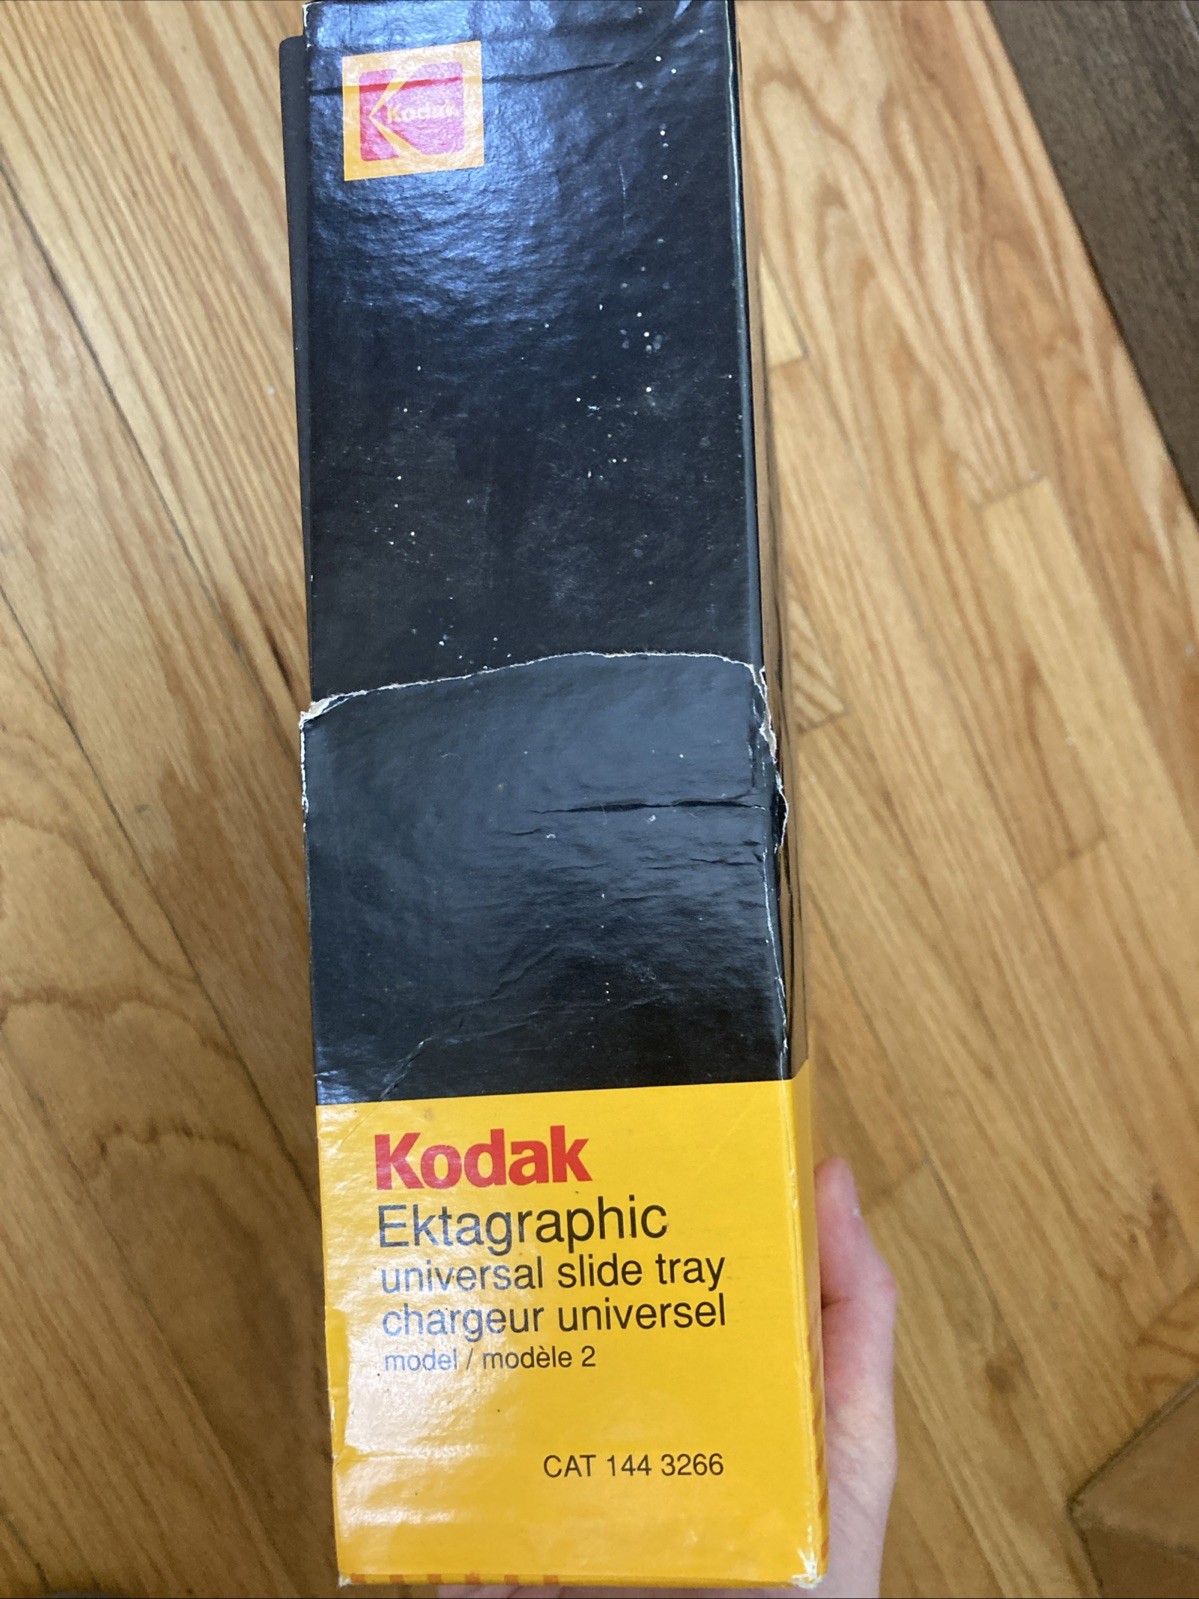 Kodak
Kodak
Ektagraphic
universal slide tray
chargeur universel
model / modèle 2
CAT 144 3266